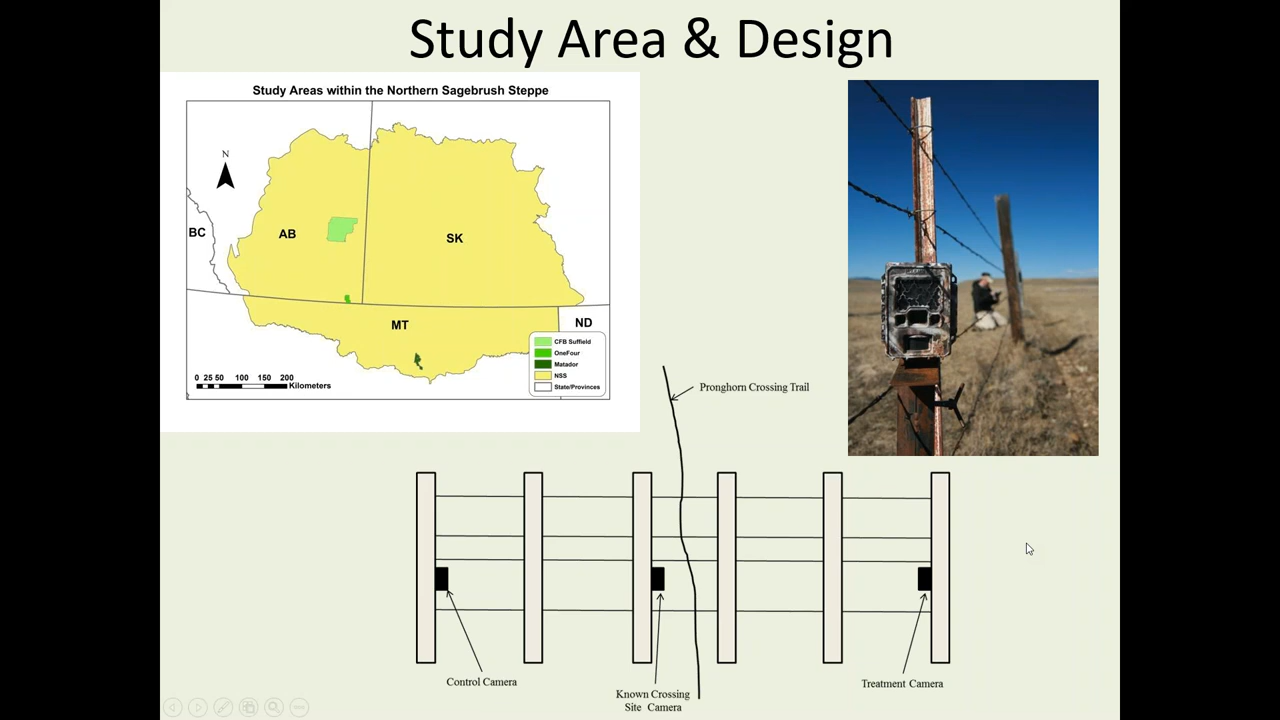 Study Area & Design
Study Areas within the Northern Sagebrush Steppe
N
BC
AB
SK
MT
ND
CFB Suffield
OneFour
Matador
NSS
State/Provinces
0 25 50 100 150 200
Kilometers
Pronghorn Crossing Trail
Control Camera
Known Crossing
Site Camera
Treatment Camera